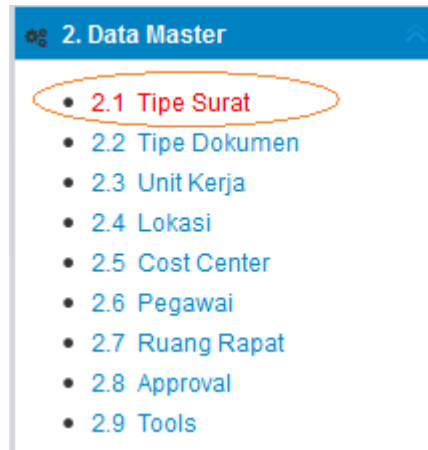 2. Data Master
2.1 Tipe Surat
2.2 Tipe Dokumen
2.3 Unit Kerja
2.4 Lokasi
2.5 Cost Center
2.6 Pegawai
2.7 Ruang Rapat
2.8 Approval
2.9 Tools